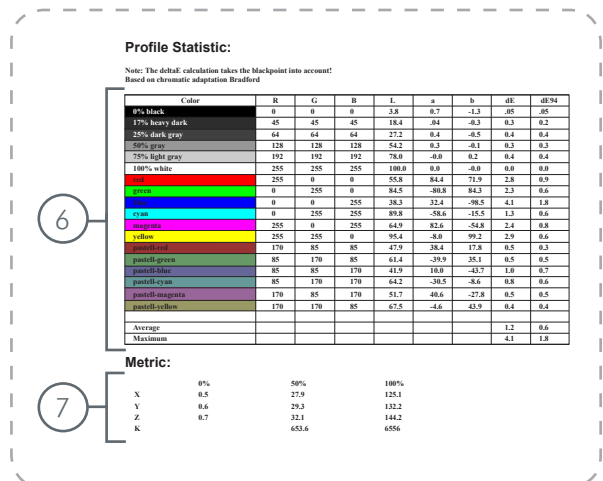 Profile Statistic:
Note: The deltaE calculation takes the blackpoint into account!
Based on chromatic adaptation Bradford
Color R G B L a b dE dE94
0% black 0 0 0 3.8 0.7 -1.3 .05 .05
17% heavy dark 45 45 45 18.4 .04 -0.3 0.3 0.2
25% dark gray 64 64 64 27.2 0.4 -0.5 0.4 0.4
50% gray 128 128 128 54.2 0.3 -0.1 0.3 0.3
75% light gray 192 192 192 78.0 -0.0 0.2 0.4 0.4
100% white 255 255 255 100.0 0.0 -0.0 0.0 0.0
red 255 0 0 55.8 84.4 71.9 2.8 0.9
green 0 255 0 84.5 -80.8 84.3 2.3 0.6
blue 0 0 255 38.3 32.4 -98.5 4.1 1.8
cyan 0 255 255 89.8 -58.6 -15.5 1.3 0.6
magenta 255 0 255 64.9 82.6 -54.8 2.4 0.8
yellow 255 255 0 95.4 -8.0 99.2 2.9 0.6
pastell-red 170 85 85 47.9 38.4 17.8 0.5 0.3
pastell-green 85 170 85 61.4 -39.9 35.1 0.5 0.5
pastell-blue 85 85 170 41.9 10.0 -43.7 1.0 0.7
pastell-cyan 85 170 170 64.2 -30.5 -8.6 0.8 0.6
pastell-magenta 170 85 170 51.7 40.6 -27.8 0.5 0.5
pastell-yellow 170 170 85 67.5 -4.6 43.9 0.4 0.4
Average 1.2 0.6
Maximum 4.1 1.8
6
Metric:
0% 50% 100%
X 0.5 27.9 125.1
Y 0.6 29.3 132.2
Z 0.7 32.1 144.2
K 653.6 6556
7